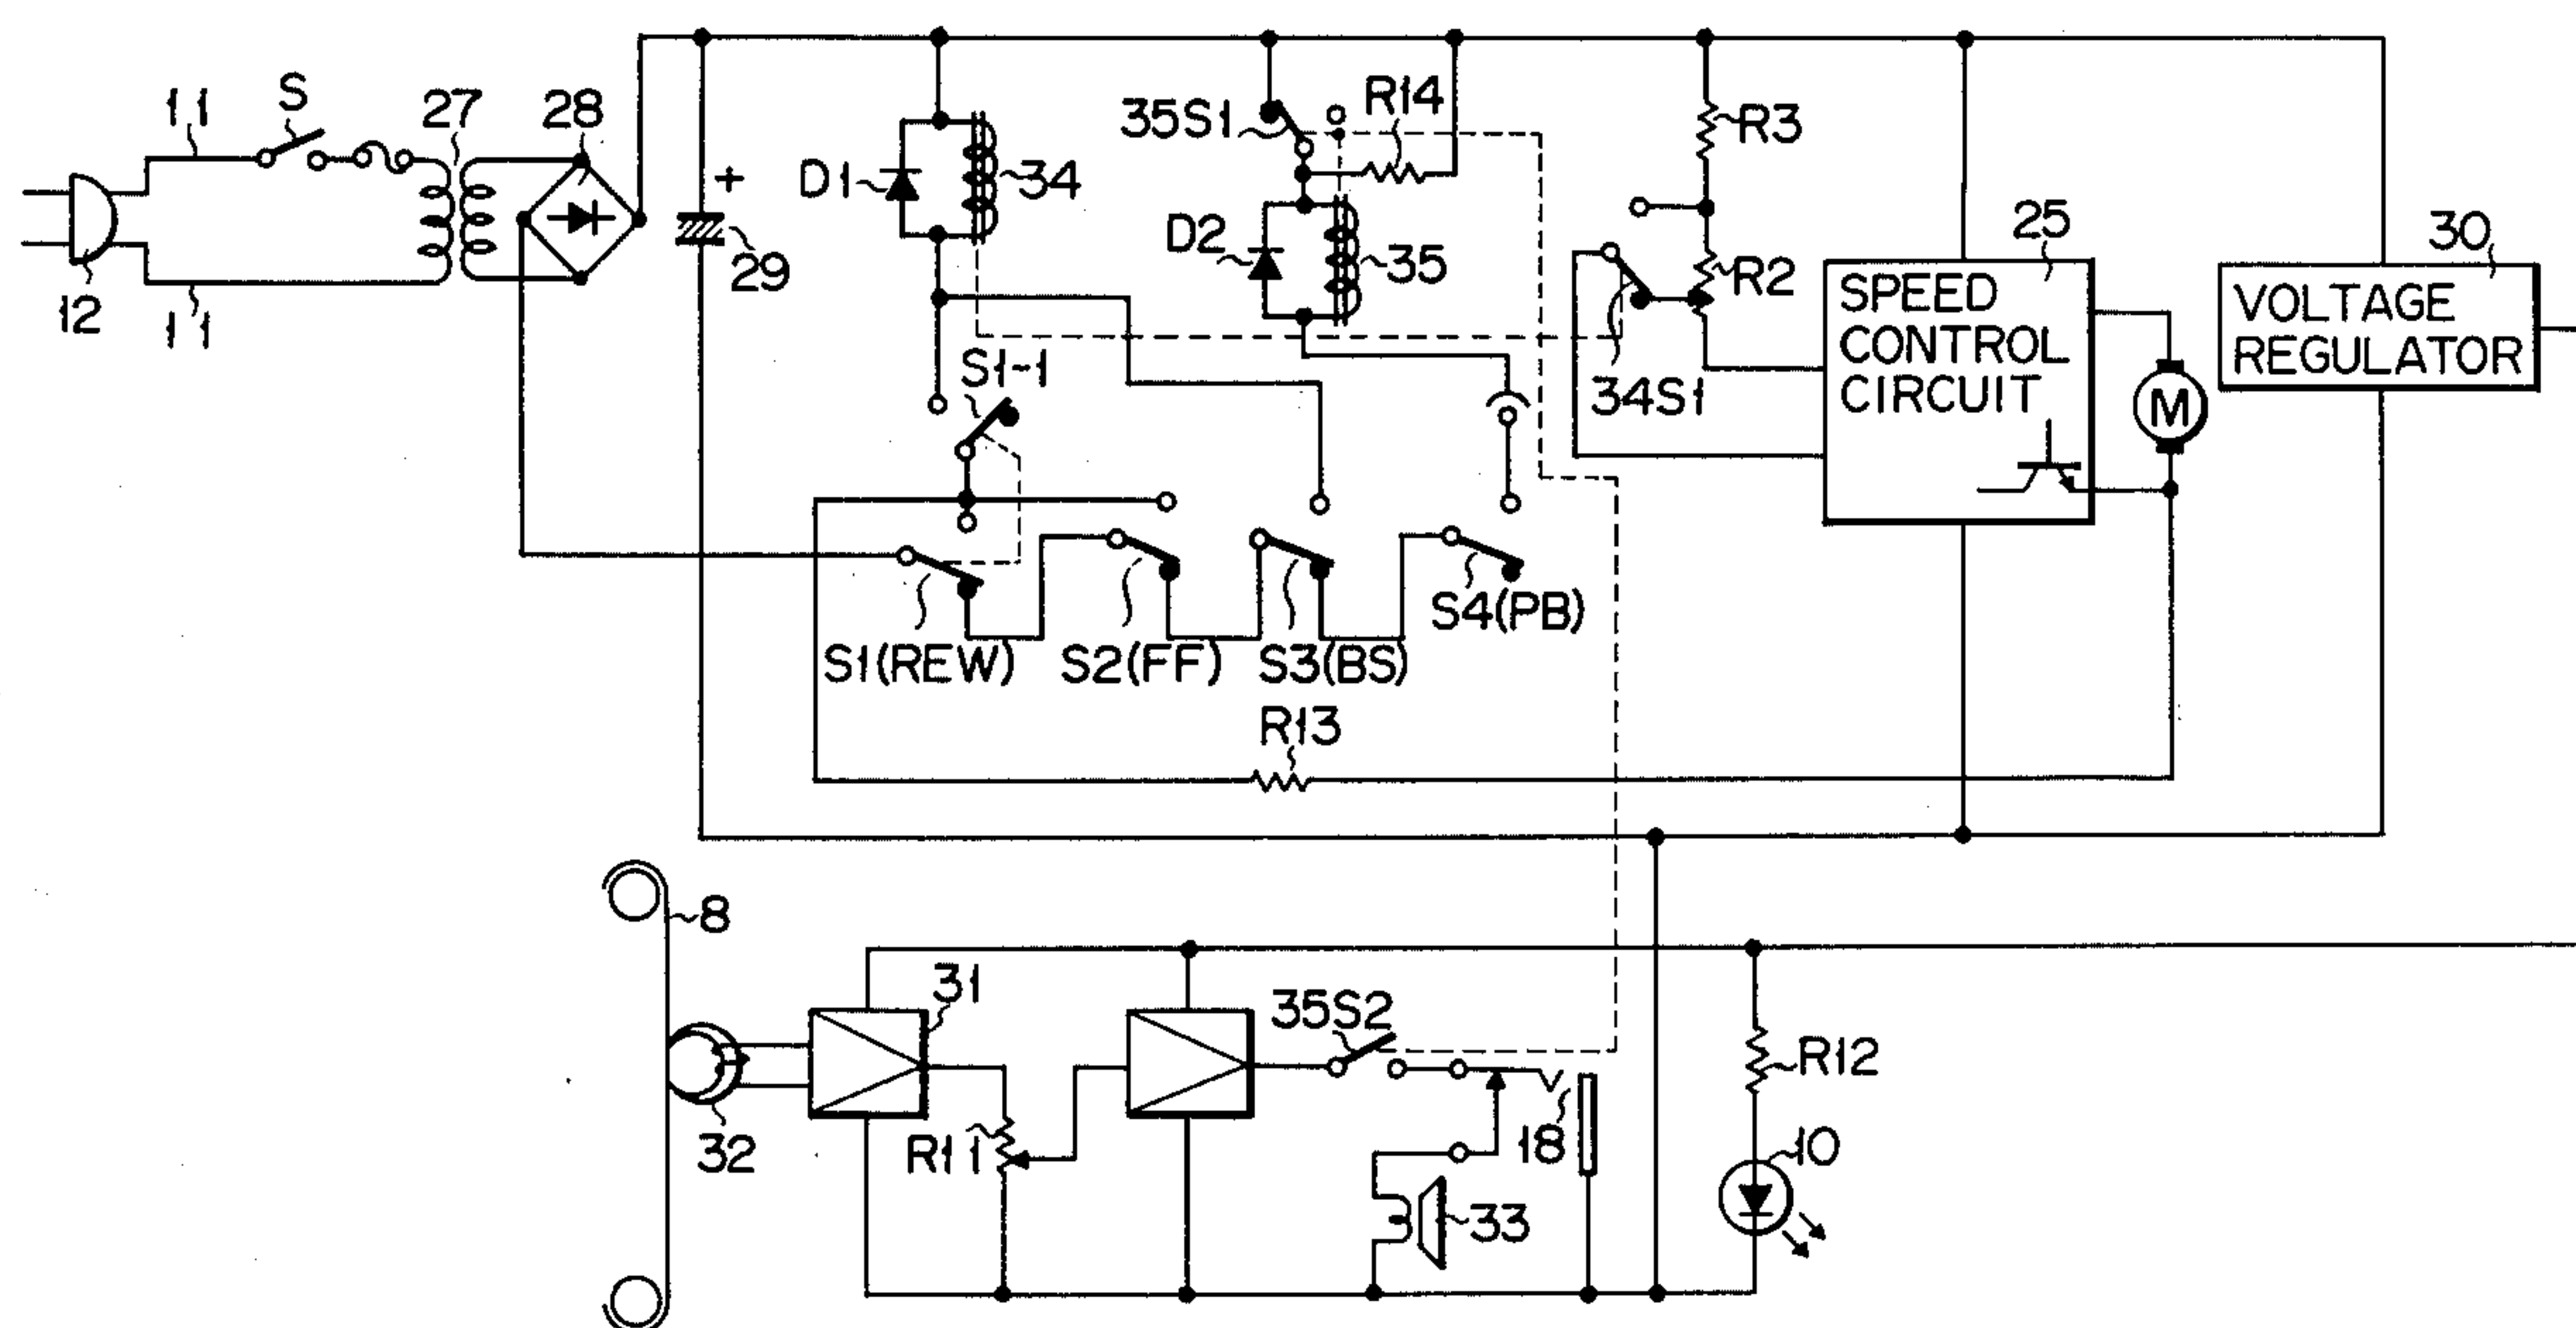 11
S
27
28
12
11
+
29
D1
34
35S1
R14
D2
35
R3
R2
34S1
25
SPEED
CONTROL
CIRCUIT
M
30
VOLTAGE
REGULATOR
S1-1
S1(REW)
S2(FF)
S3(BS)
S4(PB)
R13
8
31
32
R11
35S2
18
33
R12
10